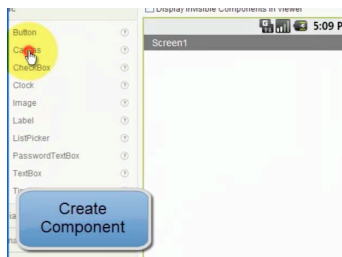 Display Invisible Components in Viewer
Button
Canvas
CheckBox
Clock
Image
Label
ListPicker
PasswordTextBox
TextBox
5:09 P
Screen1
Create
Component